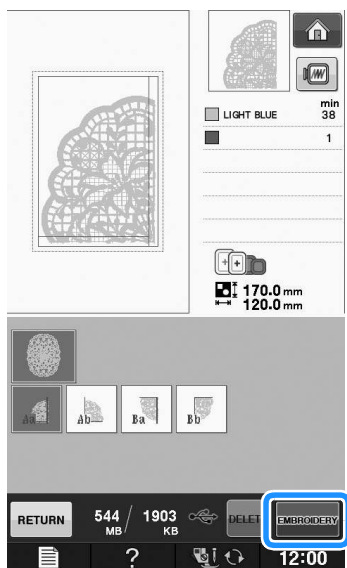 min
LIGHT BLUE 38
1
170.0 mm
120.0 mm
Aa Ab Ba Bb
RETURN 544 MB / 1903 KB DELET EMBROIDERY
? 12:00